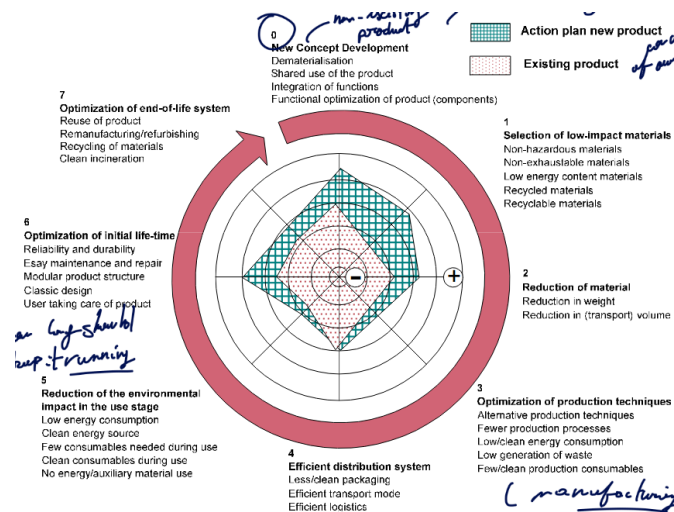 product
0
New Concept Development
Dematerialisation
Shared use of the product
Integration of functions
Functional optimization of product (components)
Action plan new product
Existing product
of
7
Optimization of end-of-life system
Reuse of product
Remanufacturing/refurbishing
Recycling of materials
Clean incineration
1
Selection of low-impact materials
Non-hazardous materials
Non-exhaustable materials
Low energy content materials
Recycled materials
Recyclable materials
6
Optimization of initial life-time
Reliability and durability
Esay maintenance and repair
Modular product structure
Classic design
User taking care of product
-
+
2
Reduction of material
Reduction in weight
Reduction in (transport) volume
long should
running
5
Reduction of the environmental
impact in the use stage
Low energy consumption
Clean energy source
Few consumables needed during use
Clean consumables during use
No energy/auxiliary material use
3
Optimization of production techniques
Alternative production techniques
Fewer production processes
Low/clean energy consumption
Low generation of waste
Few/clean production consumables
( manufacturing
4
Efficient distribution system
Less/clean packaging
Efficient transport mode
Efficient logistics